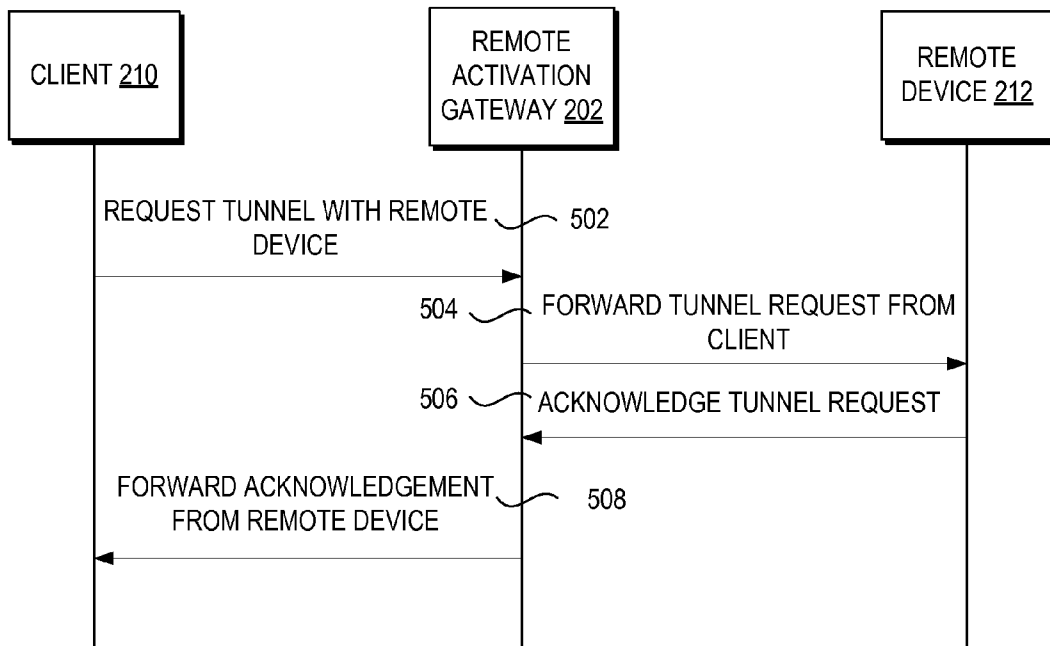 CLIENT 210
REMOTE
ACTIVATION
GATEWAY 202
REMOTE
DEVICE 212
REQUEST TUNNEL WITH REMOTE
DEVICE
502
504
FORWARD TUNNEL REQUEST FROM
CLIENT
506
ACKNOWLEDGE TUNNEL REQUEST
FORWARD ACKNOWLEDGEMENT
FROM REMOTE DEVICE
508